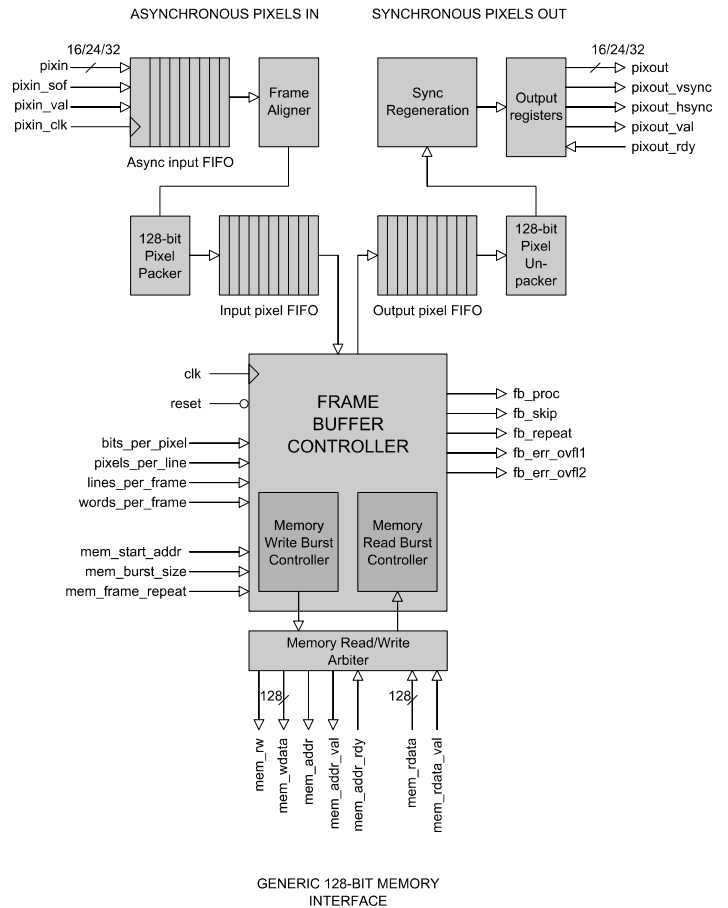 ASYNCHRONOUS PIXELS IN
SYNCHRONOUS PIXELS OUT
16/24/32
pixin
pixin_sof
pixin_val
pixin_clk
Async input FIFO
Frame
Aligner
Sync
Regeneration
Output
registers
16/24/32
pixout
pixout_vsync
pixout_hsync
pixout_val
pixout_rdy
128-bit
Pixel
Packer
Input pixel FIFO
Output pixel FIFO
128-bit
Pixel
Un-
packer
clk
reset
bits_per_pixel
pixels_per_line
lines_per_frame
words_per_frame
mem_start_addr
mem_burst_size
mem_frame_repeat
FRAME
BUFFER
CONTROLLER
fb_proc
fb_skip
fb_repeat
fb_err_ovfl1
fb_err_ovfl2
Memory
Write Burst
Controller
Memory
Read Burst
Controller
Memory Read/Write
Arbiter
128
128
mem_rw
mem_wdata
mem_addr
mem_addr_val
mem_addr_rdy
mem_rdata
mem_rdata_val
GENERIC 128-BIT MEMORY
INTERFACE